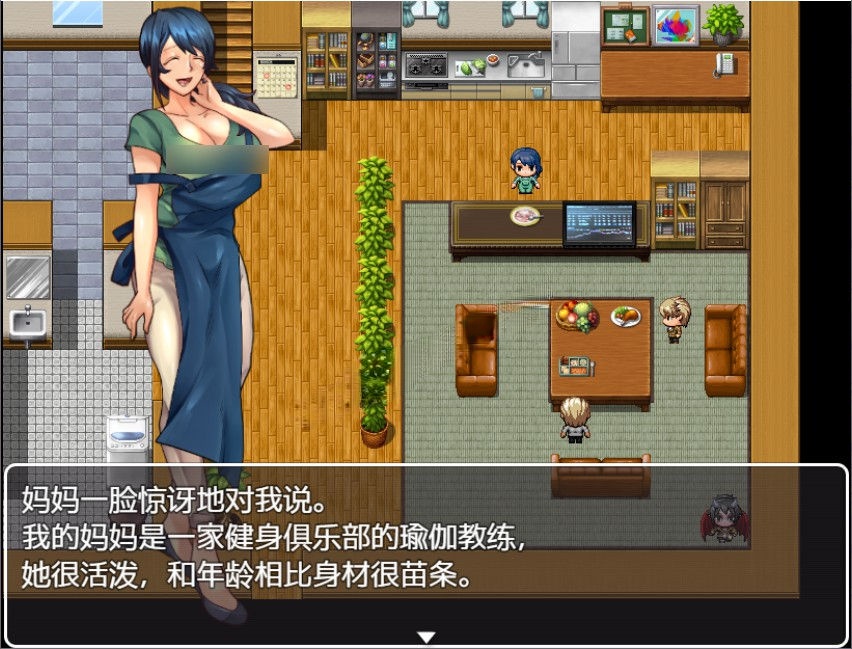 妈妈一脸惊讶地对我说。
我的妈妈是一家健身俱乐部的瑜伽教练，
她很活泼，和年龄相比身材很苗条。